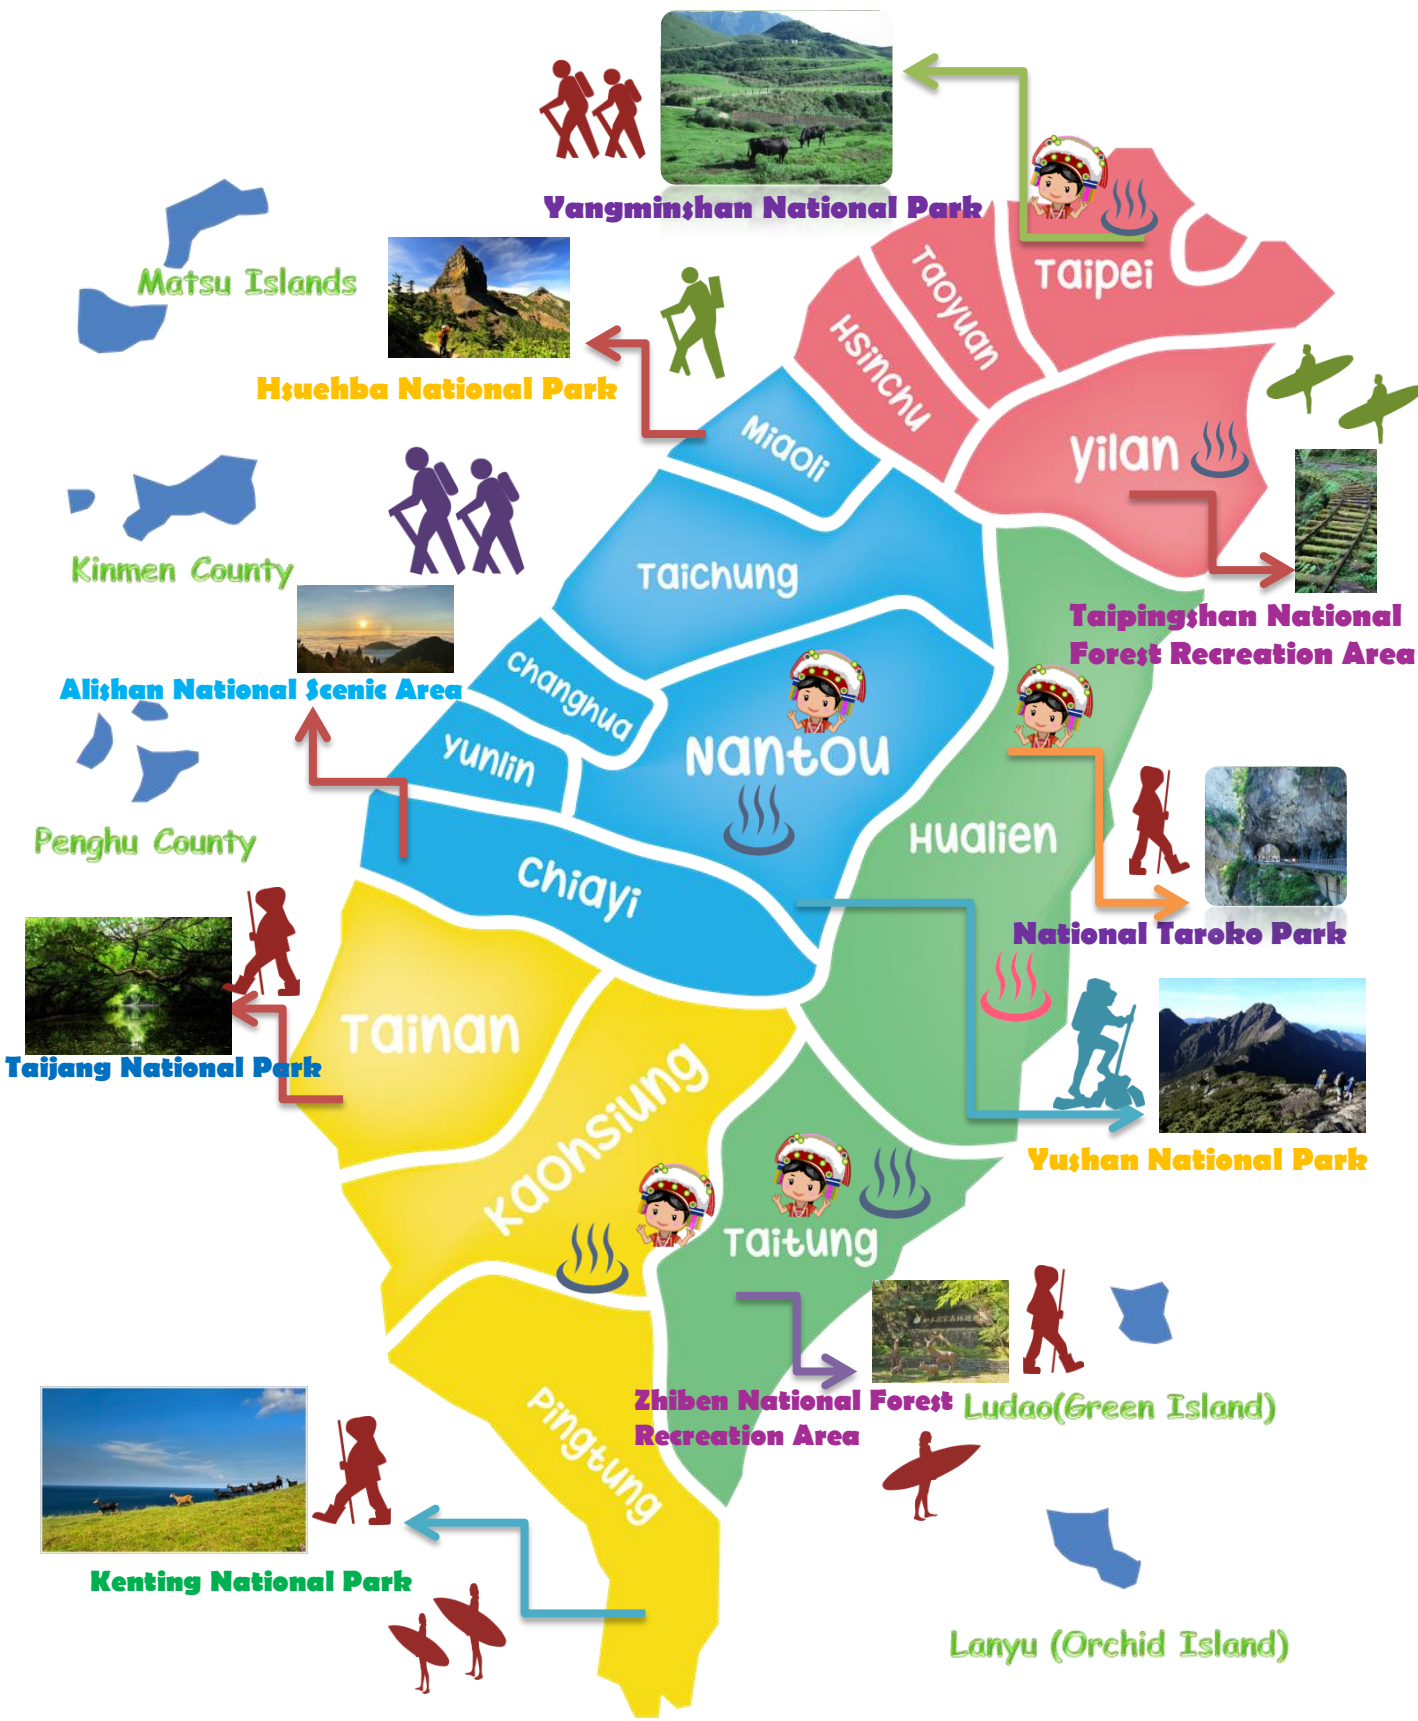 Yangminshan National Park
Matsu Islands
Taipei
Taoyuan
Hsinchu
Hsuehba National Park
Miaoli
Yilan
Kinmen County
Taichung
Taipingshan National
Forest Recreation Area
Alishan National Scenic Area
Changhua
Yunlin
Nantou
Penghu County
Hualien
Chiayi
National Taroko Park
Tainan
Taijang National Park
Kaohsiung
Yushan National Park
Taitung
Zhiben National Forest
Recreation Area
Ludao(Green Island)
Pingtung
Kenting National Park
Lanyu (Orchid Island)